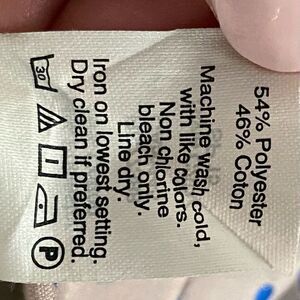 54% Polyester
46% Coton
Machine wash cold,
with like colors.
Non chlorine
bleach only.
Line dry.
Iron on lowest setting.
Dry clean if preferred.
30
P